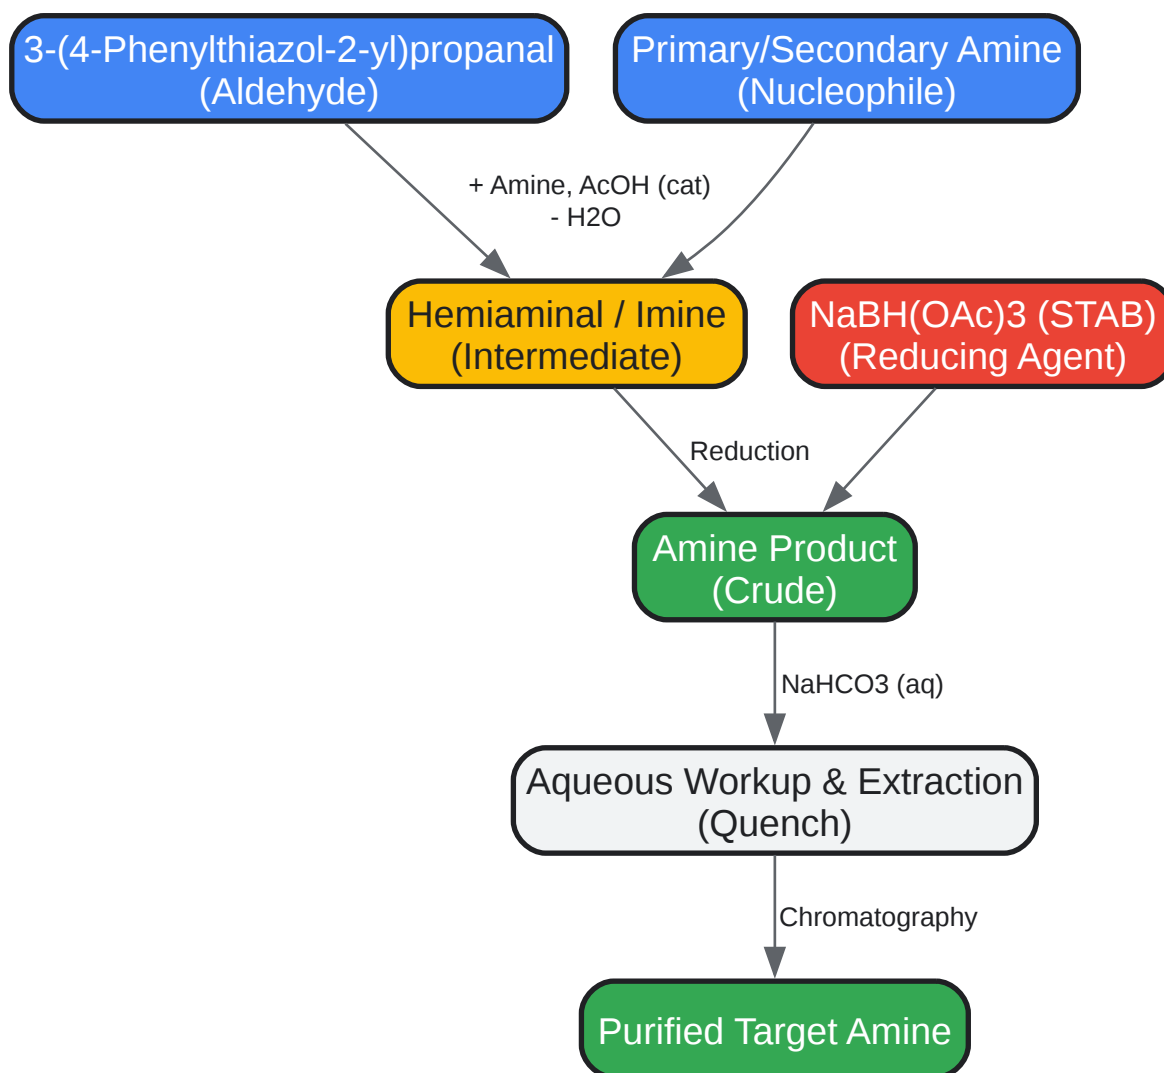 3-(4-Phenylthiazol-2-yl)propanal
(Aldehyde)
Primary/Secondary Amine
(Nucleophile)
+ Amine, AcOH (cat)
- H2O
Hemiaminal / Imine
(Intermediate)
NaBH(OAc)3 (STAB)
(Reducing Agent)
Reduction
Amine Product
(Crude)
NaHCO3 (aq)
Aqueous Workup & Extraction
(Quench)
Chromatography
Purified Target Amine